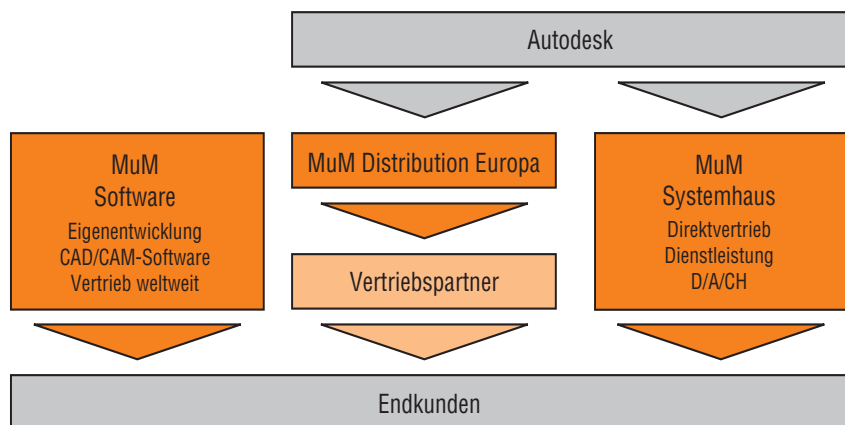 Autodesk
MuM
Software
Eigenentwicklung
CAD/CAM-Software
Vertrieb weltweit
MuM Distribution Europa
Vertriebspartner
MuM
Systemhaus
Direktvertrieb
Dienstleistung
D/A/CH
Endkunden